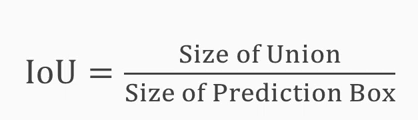 IoU = Size of Union
Size of Prediction Box